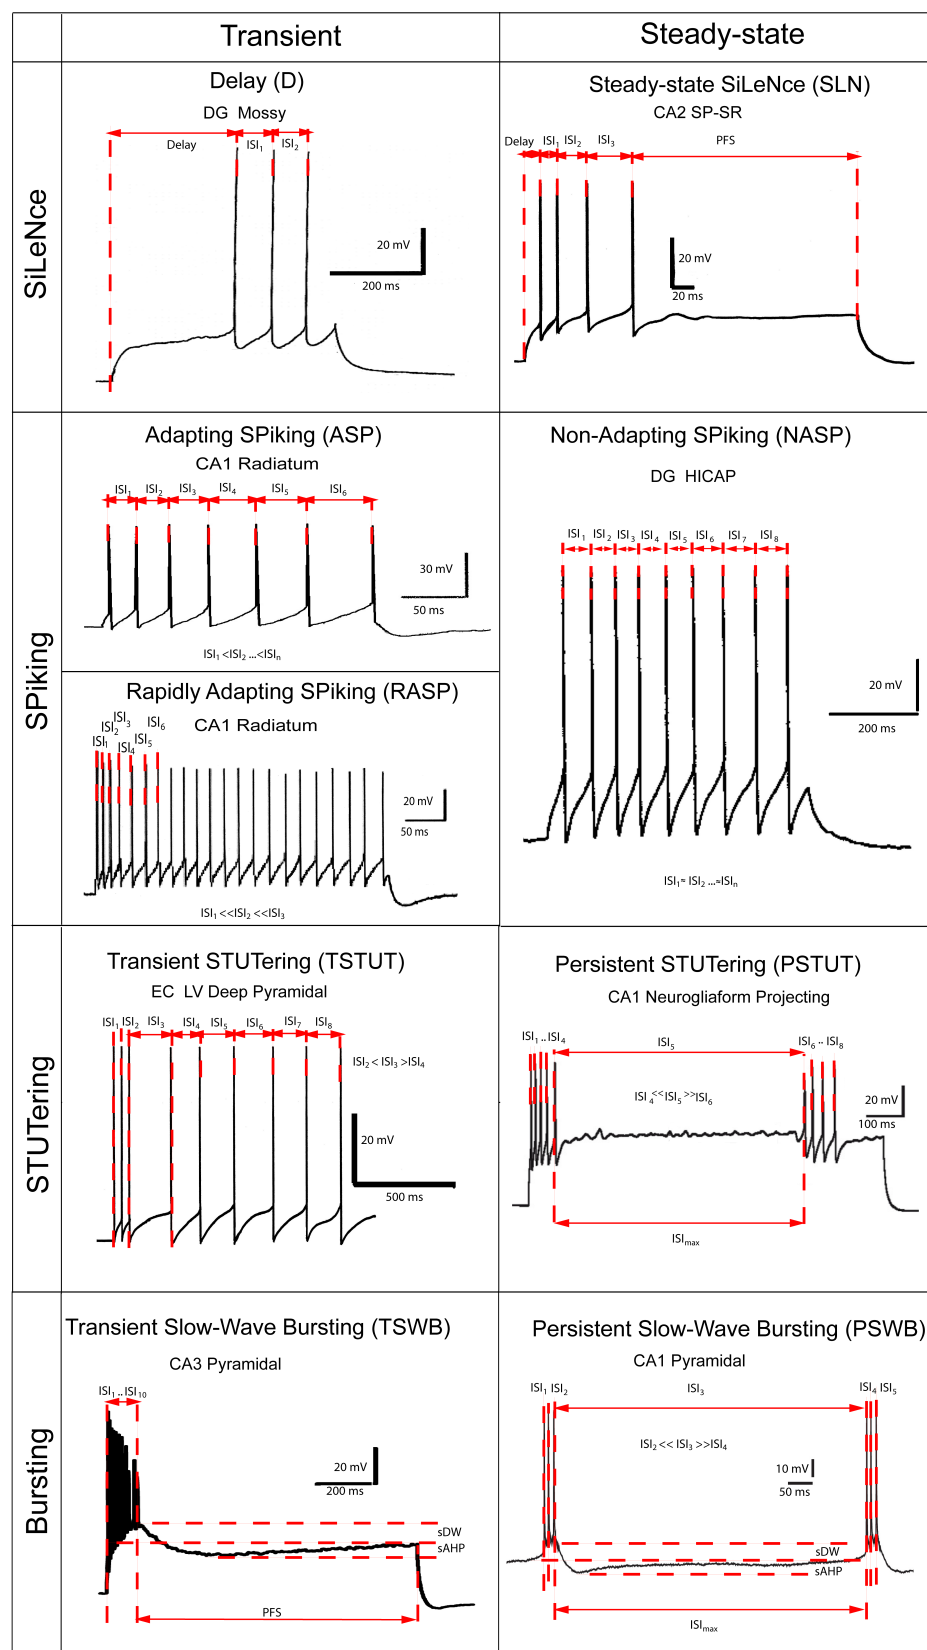 Transient
Steady-state
SiLeNce
Delay (D)
DG Mossy
Delay
ISI1
ISI2
20 mV
200 ms
Steady-state SiLeNce (SLN)
CA2 SP-SR
Delay
ISI1
ISI2
ISI3
PFS
20 mV
20 ms
SPiking
Adapting SPiking (ASP)
CA1 Radiatum
ISI1
ISI2
ISI3
ISI4
ISI5
ISI6
30 mV
50 ms
ISI1 <ISI2 ...<ISIn
Rapidly Adapting SPiking (RASP)
CA1 Radiatum
ISI1
ISI2
ISI3
ISI4
ISI5
ISI6
20 mV
50 ms
ISI1 <<ISI2 <<ISI3
Non-Adapting SPiking (NASP)
DG HICAP
ISI1
ISI2
ISI3
ISI4
ISI5
ISI6
ISI7
ISI8
20 mV
200 ms
ISI1≈ ISI2 ...≈ISIn
STUTering
Transient STUTering (TSTUT)
EC LV Deep Pyramidal
ISI1
ISI2
ISI3
ISI4
ISI5
ISI6
ISI7
ISI8
ISI2 < ISI3 >ISI4
20 mV
500 ms
Persistent STUTering (PSTUT)
CA1 Neurogliaform Projecting
ISI1 .. ISI4
ISI5
ISI6 .. ISI8
ISI4<<ISI5 >>ISI6
20 mV
100 ms
ISImax
Bursting
Transient Slow-Wave Bursting (TSWB)
CA3 Pyramidal
ISI1 .. ISI10
20 mV
200 ms
sDW
sAHP
PFS
Persistent Slow-Wave Bursting (PSWB)
CA1 Pyramidal
ISI1 ISI2
ISI3
ISI4 ISI5
ISI2 << ISI3 >>ISI4
10 mV
50 ms
sDW
sAHP
ISImax